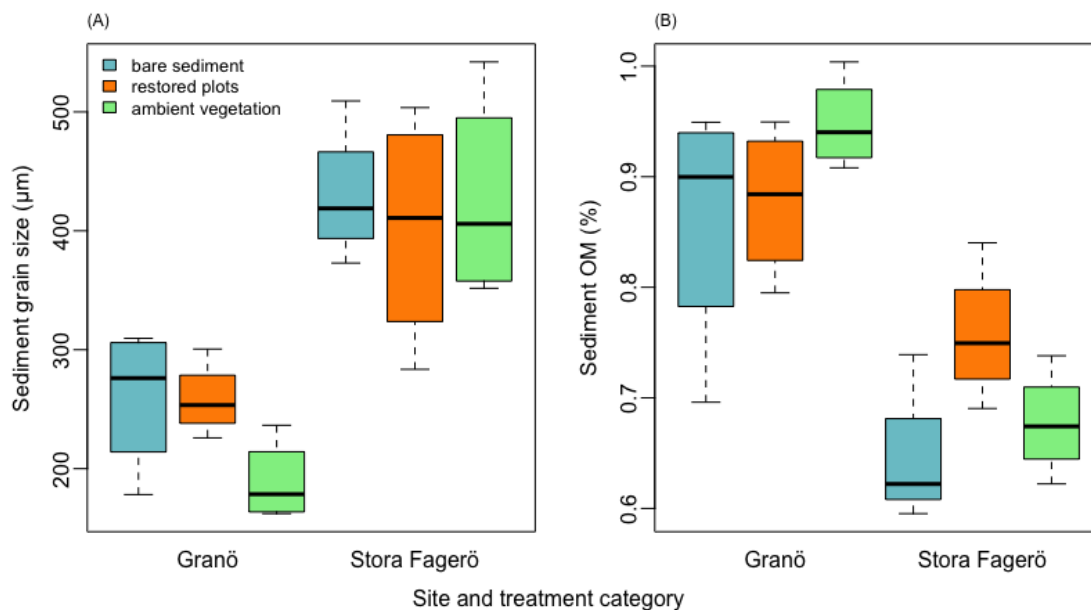 (A)
bare sediment
restored plots
ambient vegetation
Sediment grain size (µm)
500
400
300
200
Granö
Stora Fagerö
(B)
Sediment OM (%)
1.0
0.9
0.8
0.7
0.6
Granö
Stora Fagerö
Site and treatment category